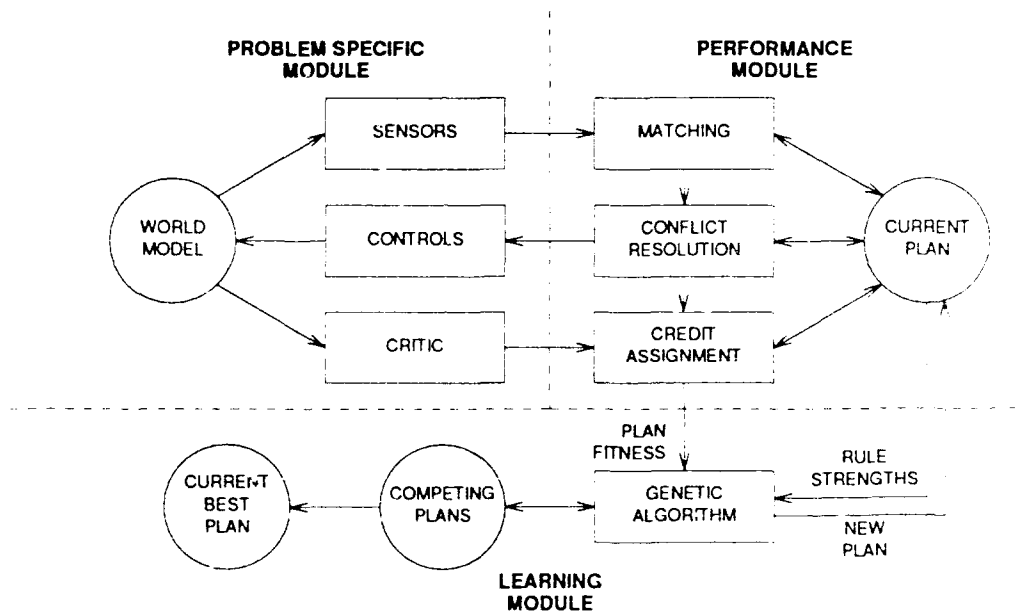 PROBLEM SPECIFIC
MODULE
PERFORMANCE
MODULE
SENSORS
MATCHING
WORLD
MODEL
CONTROLS
CONFLICT
RESOLUTION
CURRENT
PLAN
CRITIC
CREDIT
ASSIGNMENT
PLAN
FITNESS
CURRENT
BEST
PLAN
COMPETING
PLANS
GENETIC
ALGORITHM
RULE
STRENGTHS
NEW
PLAN
LEARNING
MODULE